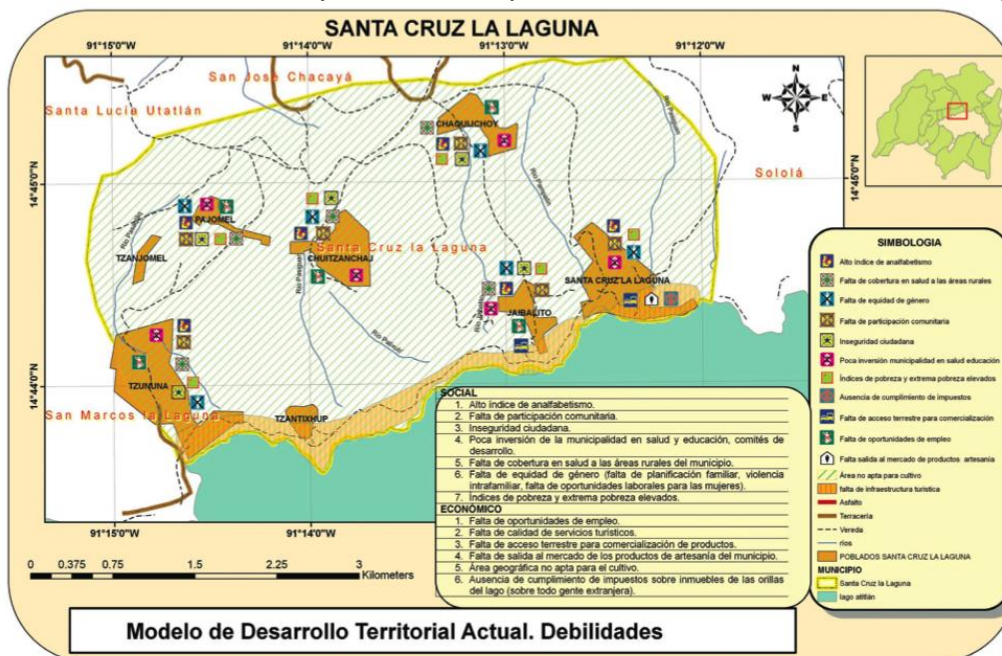 SANTA CRUZ LA LAGUNA
91°15'0"W
91°14'0"W
91°13'0"W
91°12'0"W
San José Chacayá
Santa Lucía Utatlán
N
W
E
S
CHAQUIJCHOY
Sololá
14°45'0"N
14°45'0"N
PAJOMEL
TZANJOMEL
Santa Cruz la Laguna
CHUITZANCHAJ
SANTA CRUZ LA LAGUNA
JAIBALITO
14°44'0"N
14°44'0"N
TZUNUNA
San Marcos la Laguna
TZANTIXHUP
91°15'0"W
91°14'0"W
0 0.375 0.75 1.5 2.25 3
Kilometers
SOCIAL
1. Alto índice de analfabetismo.
2. Falta de participación comunitaria.
3. Inseguridad ciudadana.
4. Poca inversión de la municipalidad en salud y educación, comités de
desarrollo.
5. Falta de cobertura en salud a las áreas rurales del municipio.
6. Falta de equidad de género (falta de planificación familiar, violencia
intrafamiliar, falta de oportunidades laborales para las mujeres).
7. Índices de pobreza y extrema pobreza elevados.
ECONÓMICO
1. Falta de oportunidades de empleo.
2. Falta de calidad de servicios turísticos.
3. Falta de acceso terrestre para comercialización de productos.
4. Falta de salida al mercado de los productos de artesanía del municipio.
5. Área geográfica no apta para el cultivo.
6. Ausencia de cumplimiento de impuestos sobre inmuebles de las orillas
del lago (sobre todo gente extranjera).
SIMBOLOGIA
Alto índice de analfabetismo
Falta de cobertura en salud a las áreas rurales
Falta de equidad de género
Falta de participación comunitaria
Inseguridad ciudadana
Poca inversión municipalidad en salud educación
Índices de pobreza y extrema pobreza elevados
Ausencia de cumplimiento de impuestos
Falta de acceso terrestre para comercialización
Falta de oportunidades de empleo
Falta salida al mercado de productos artesanía
Área no apta para cultivo
falta de infraestructura turistica
Asfalto
Terracería
Vereda
ríos
POBLADOS SANTA CRUZ LA LAGUNA
MUNICIPIO
Santa Cruz la Laguna
lago atitlán
Modelo de Desarrollo Territorial Actual. Debilidades